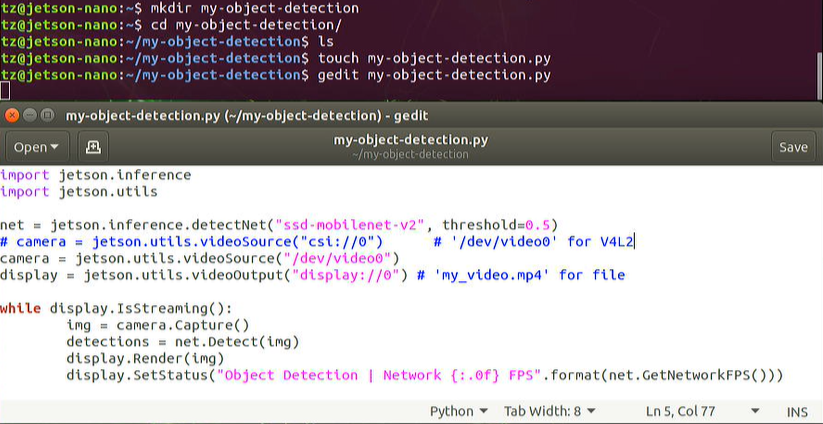 tz@jetson-nano:~$ mkdir my-object-detection
tz@jetson-nano:~$ cd my-object-detection/
tz@jetson-nano:~/my-object-detection$ ls
tz@jetson-nano:~/my-object-detection$ touch my-object-detection.py
tz@jetson-nano:~/my-object-detection$ gedit my-object-detection.py
my-object-detection.py (~/my-object-detection) - gedit
Open
my-object-detection.py
~/my-object-detection
Save
import jetson.inference
import jetson.utils
net = jetson.inference.detectNet("ssd-mobilenet-v2", threshold=0.5)
# camera = jetson.utils.videoSource("csi://0")      # '/dev/video0' for V4L2
camera = jetson.utils.videoSource("/dev/video0")
display = jetson.utils.videoOutput("display://0") # 'my_video.mp4' for file
while display.IsStreaming():
        img = camera.Capture()
        detections = net.Detect(img)
        display.Render(img)
        display.SetStatus("Object Detection | Network {:.0f} FPS".format(net.GetNetworkFPS()))
Python Tab Width: 8 Ln 5, Col 77 INS